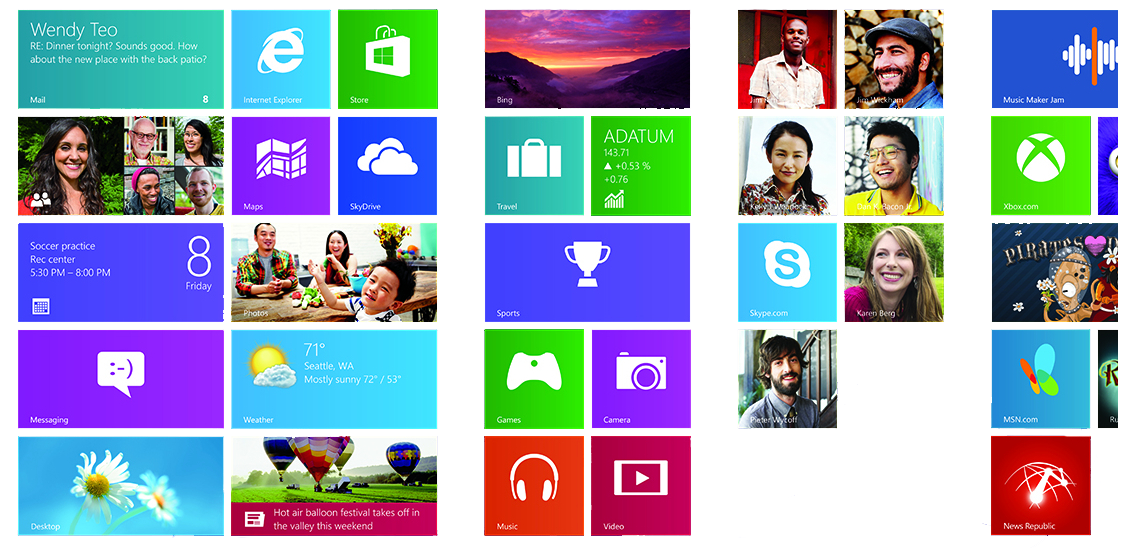 Wendy Teo
RE: Dinner tonight? Sounds good. How
about the new place with the back patio?
Mail
8
Internet Explorer
Store
Maps
SkyDrive
Soccer practice
Rec center
5:30 PM – 8:00 PM
8
Friday
Photos
:-)
Messaging
71°
Seattle, WA
Mostly sunny 72° / 53°
Weather
Desktop
Hot air balloon festival takes off in
the valley this weekend
Bing
Travel
ADATUM
143.71
▲ +0.53 %
+0.76
Sports
Games
Camera
Music
Video
Jim
Jim Wickham
Skype.com
Karen Berg
Pieter Wycoff
Music Maker Jam
Xbox.com
PIRATES
MSN.com
Ru
News Republic